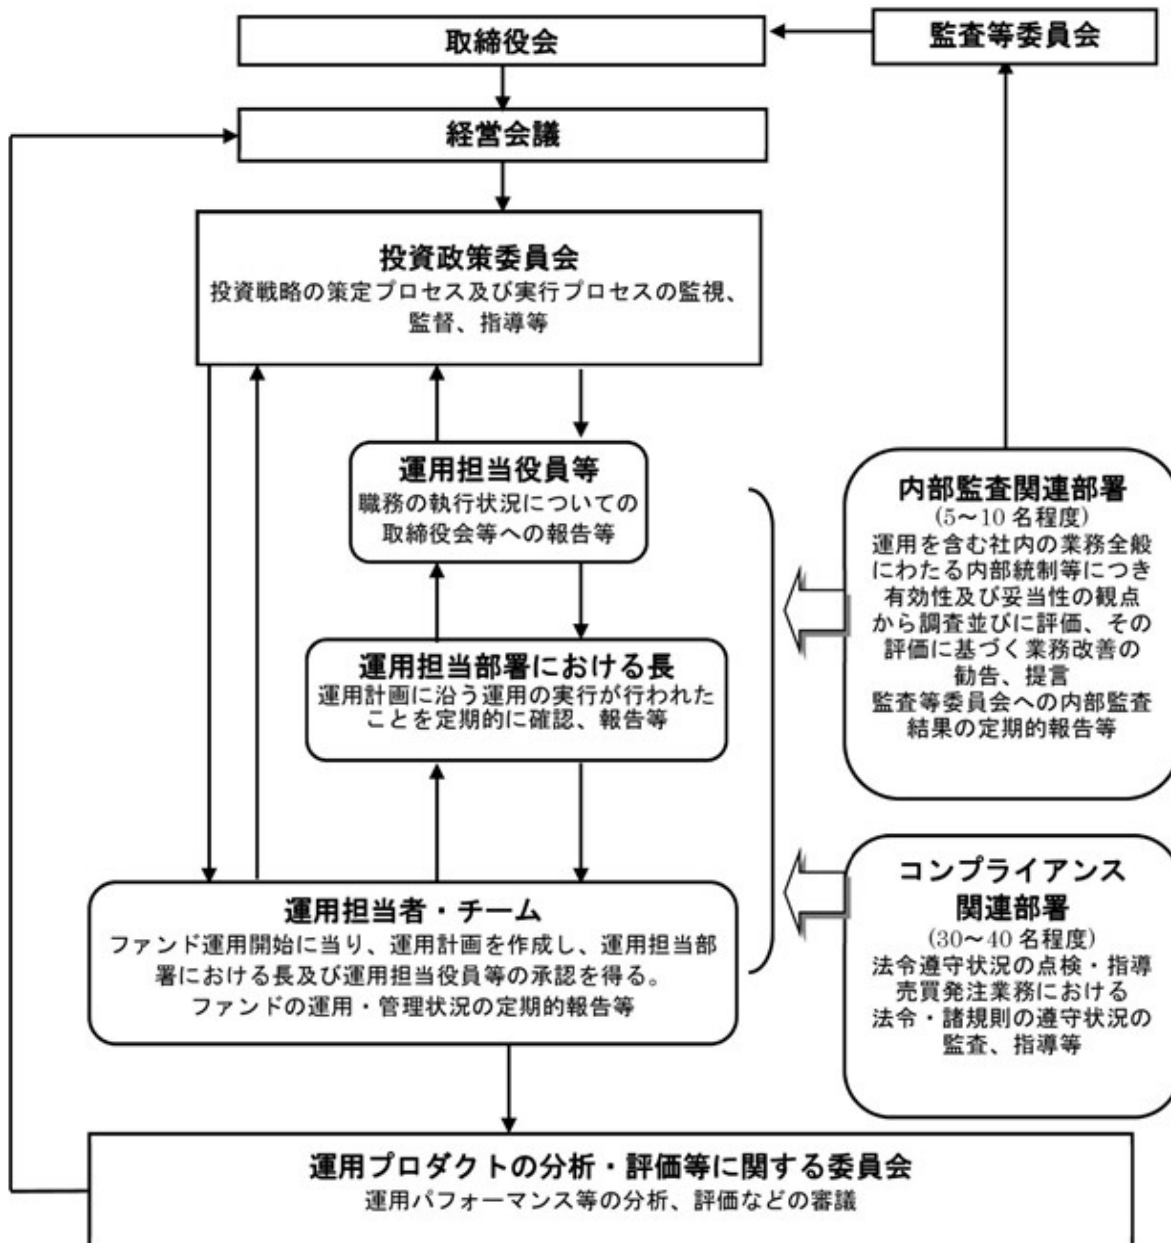 取締役会
監査等委員会
経営会議
投資政策委員会
投資戦略の策定プロセス及び実行プロセスの監視、
監督、指導等
運用担当役員等
職務の執行状況についての
取締役会等への報告等
運用担当部署における長
運用計画に沿う運用の実行が行われた
ことを定期的に確認、報告等
運用担当者・チーム
ファンド運用開始に当り、運用計画を作成し、運用担当部
署における長及び運用担当役員等の承認を得る。
ファンドの運用・管理状況の定期的報告等
内部監査関連部署
(5～10 名程度)
運用を含む社内の業務全般
にわたる内部統制等につき
有効性及び妥当性の観点
から調査並びに評価、その
評価に基づく業務改善の
勧告、提言
監査等委員会への内部監査
結果の定期的報告等
コンプライアンス
関連部署
(30～40 名程度)
法令遵守状況の点検・指導
売買発注業務における
法令・諸規則の遵守状況の
監査、指導等
運用プロダクトの分析・評価等に関する委員会
運用パフォーマンス等の分析、評価などの審議